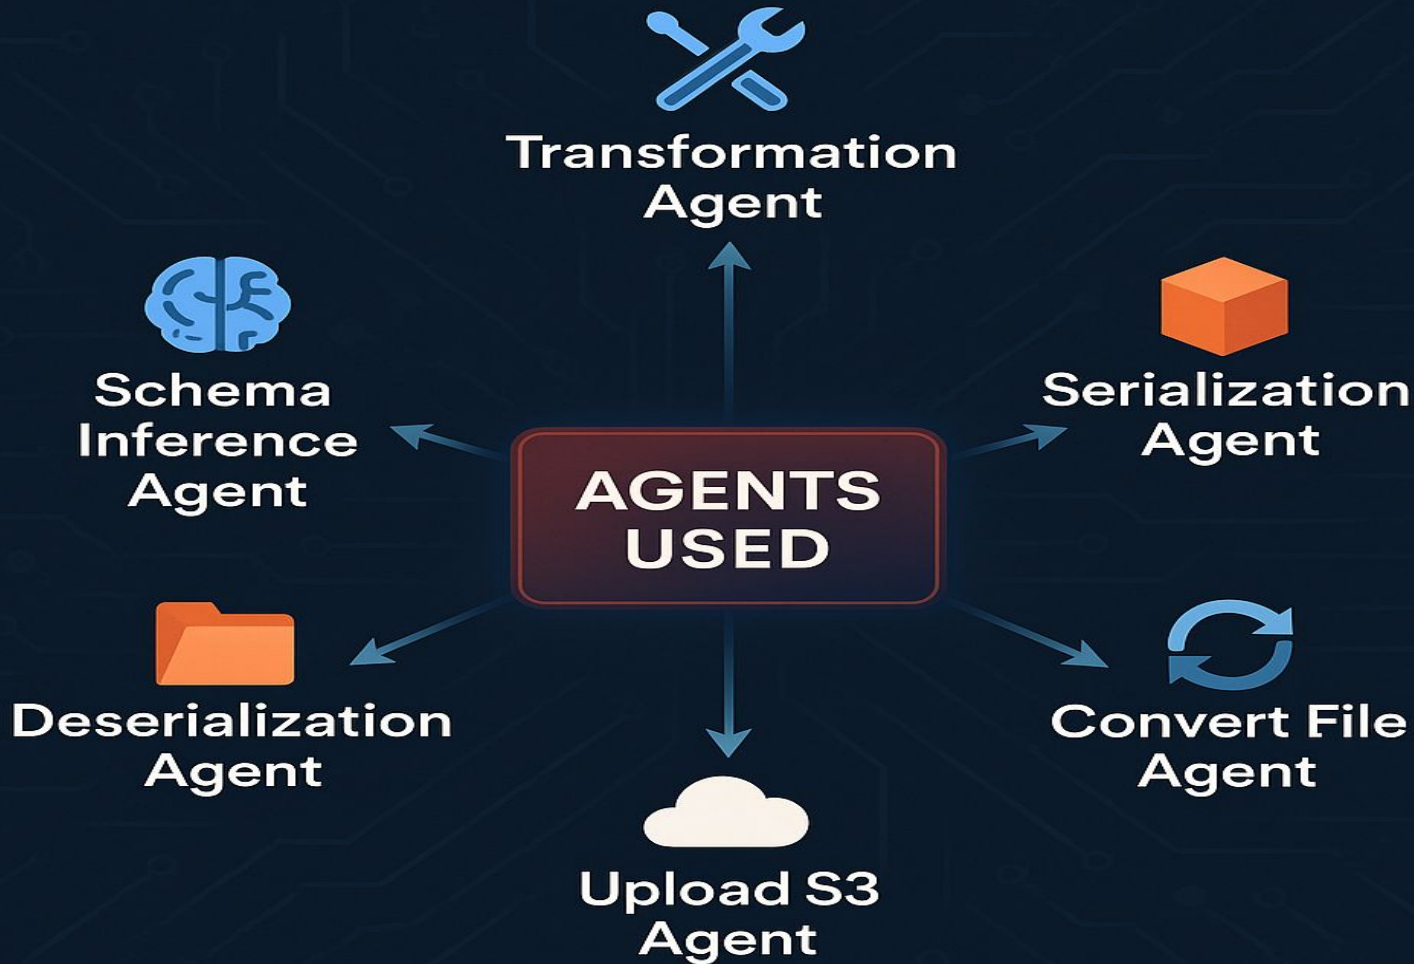 Transformation
Agent
Schema
Inference
Agent
Serialization
Agent
AGENTS
USED
Deserialization
Agent
Convert File
Agent
Upload S3
Agent